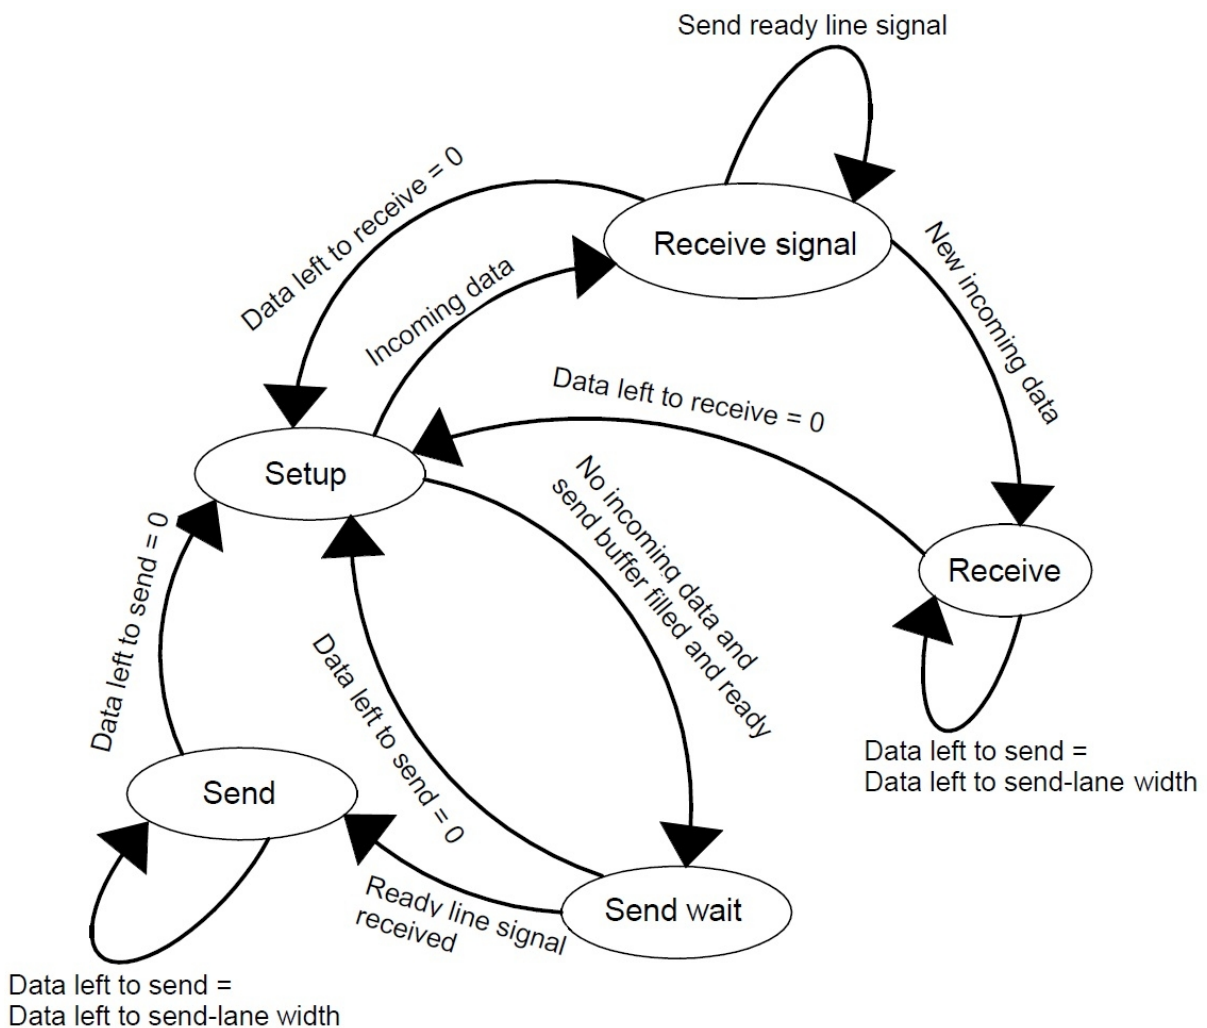 Send ready line signal
Data left to receive = 0
Receive signal
New incoming data
Incoming data
Data left to receive = 0
Setup
No incoming data and
send buffer filled and ready
Receive
Data left to send = 0
Data left to send = 0
Data left to send =
Data left to send-lane width
Send
Ready line signal
received
Send wait
Data left to send =
Data left to send-lane width